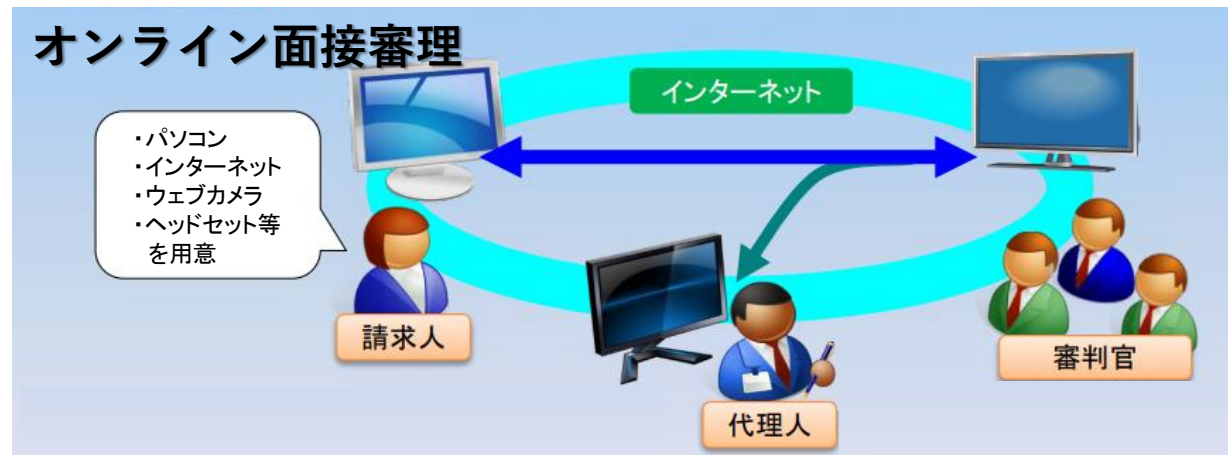 オンライン面接審理
インターネット
・パソコン
・インターネット
・ウェブカメラ
・ヘッドセット等
を用意
請求人
審判官
代理人